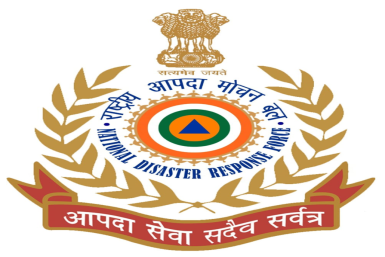 सत्यमेव जयते
राष्ट्रीय आपदा मोचन बल
NATIONAL DISASTER RESPONSE FORCE
आपदा सेवा सदैव सर्वत्र